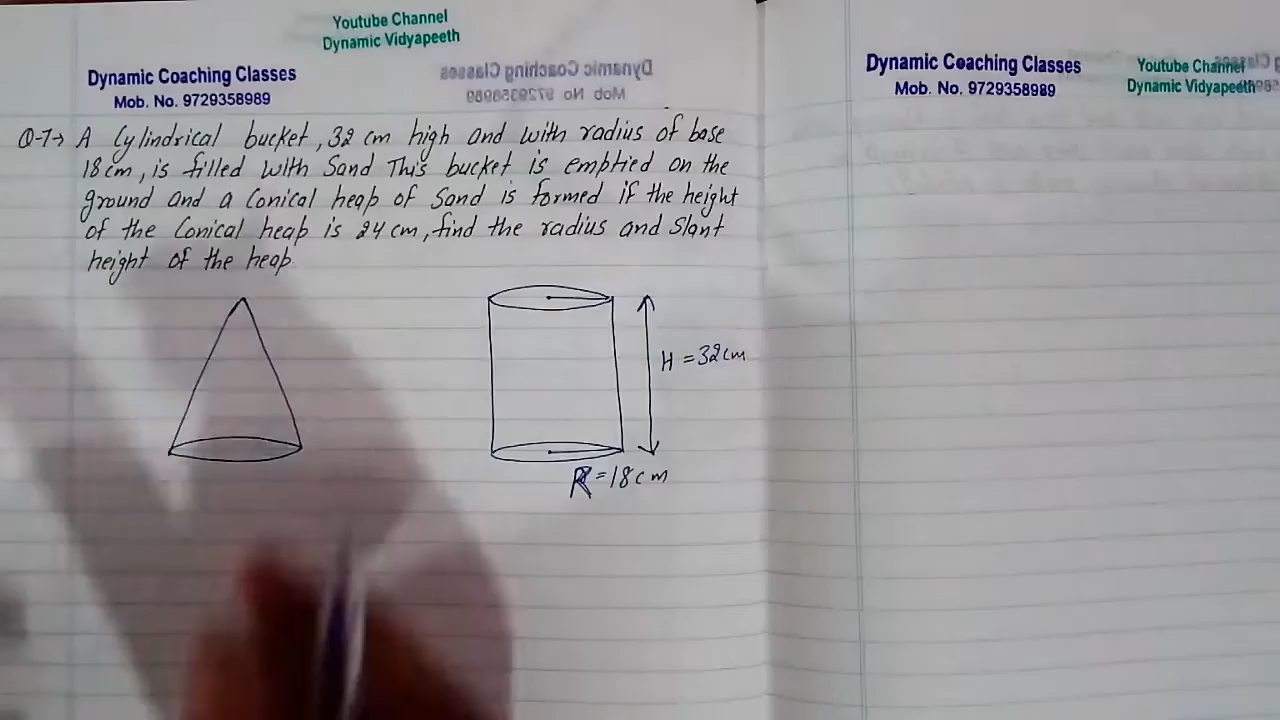 Youtube Channel
Dynamic Vidyapeeth
Dynamic Coaching Classes
Mob. No. 9729358989
Dynamic Coaching Classes
Mob No 9729358989
Q-7→ A Cylindrical bucket, 32 cm high and with radius of base
18 cm, is filled with Sand This bucket is emptied on the
ground and a Conical heap of Sand is formed if the height
of the Conical heap is 24 cm, find the radius and Slant
height of the heap
H = 32cm
R = 18cm
Dynamic Coaching Classes
Mob. No. 9729358989
Youtube Channel
Dynamic Vidyapeeth